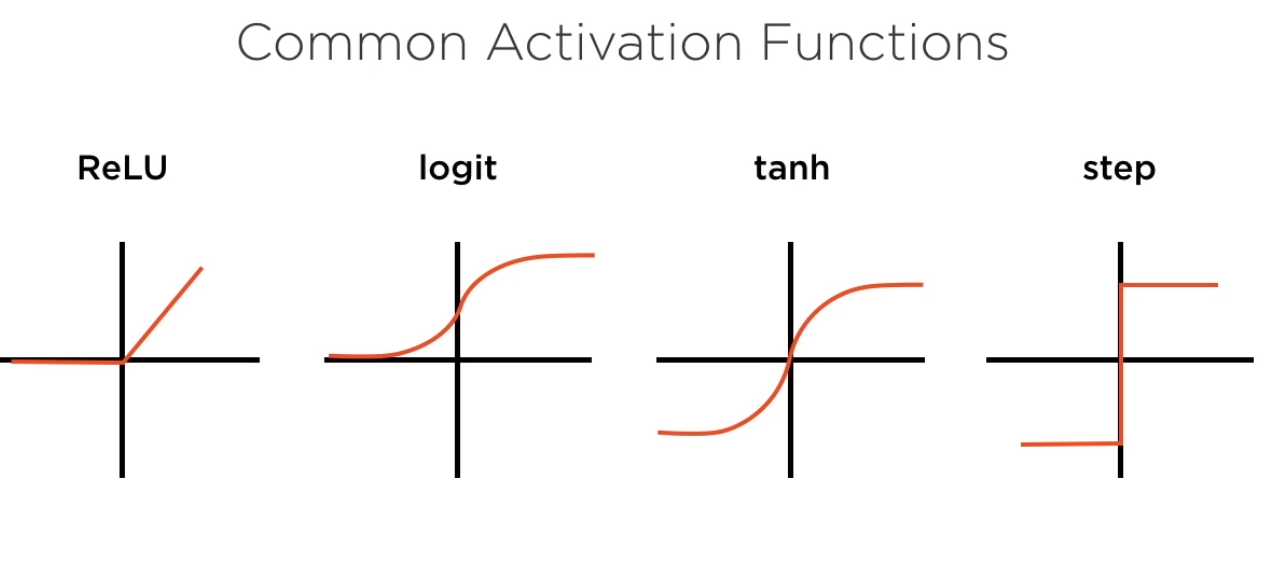 Common Activation Functions
ReLU
logit
tanh
step